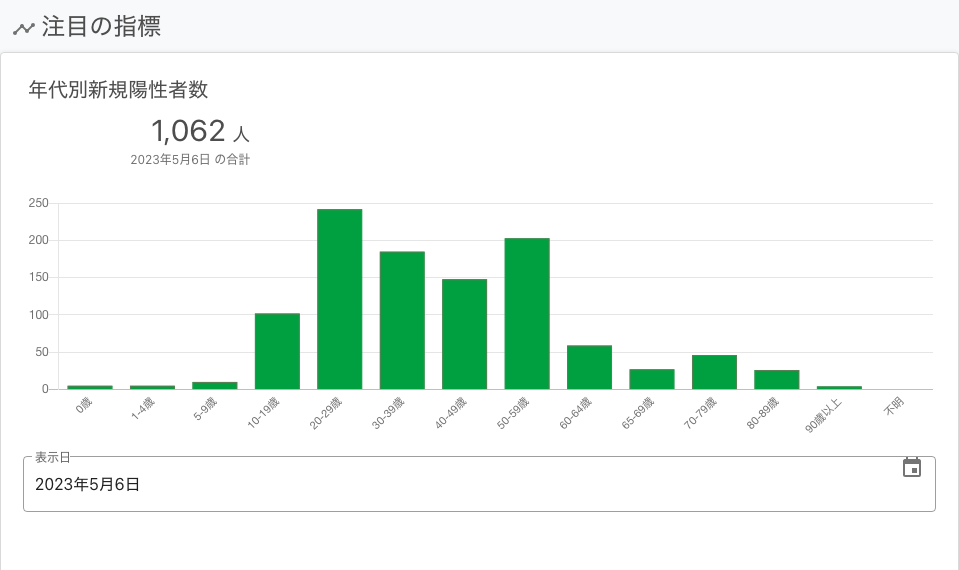 注目の指標
年代別新規陽性者数
1,062 人
2023年5月6日 の合計
250
200
150
100
50
0
0歳
1-4歳
5-9歳
10-19歳
20-29歳
30-39歳
40-49歳
50-59歳
60-64歳
65-69歳
70-79歳
80-89歳
90歳以上
不明
表示日
2023年5月6日